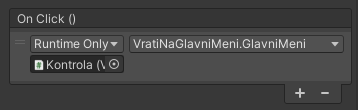 On Click ()
Runtime Only VratiNaGlavniMeni.GlavniMeni
Kontrola (V